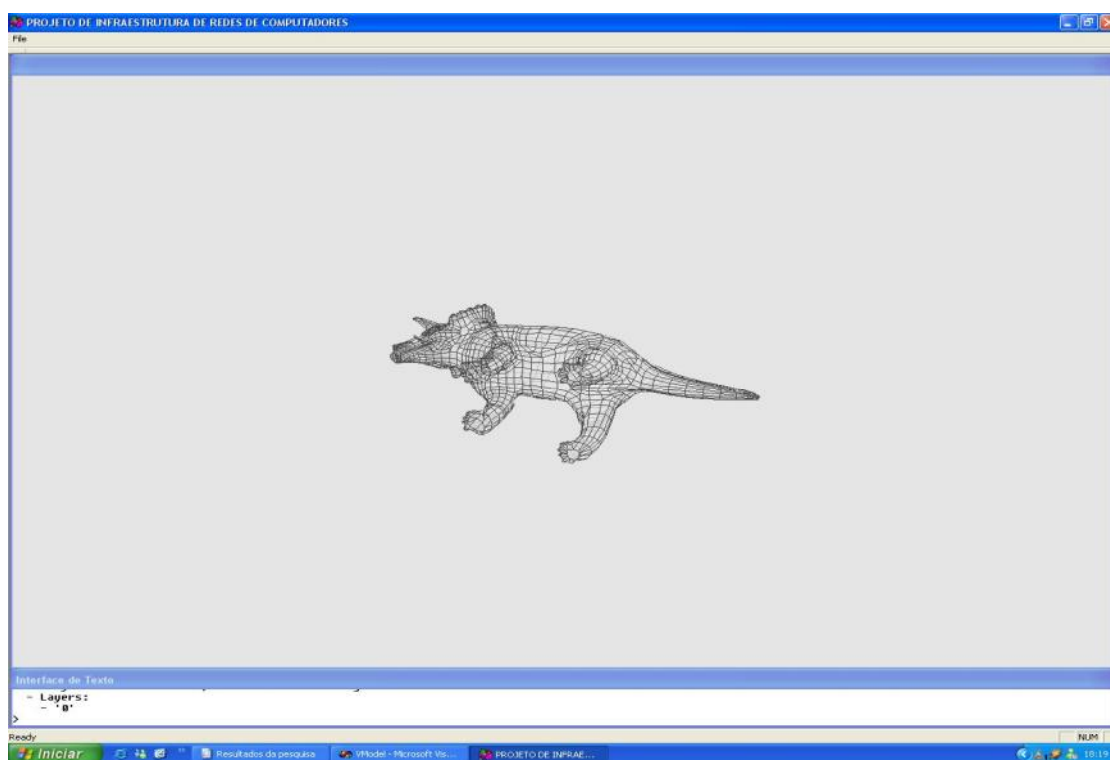 PROJETO DE INFRAESTRUTURA DE REDES DE COMPUTADORES
File
Interface de Texto
- Layers:
- '0'
>
Ready
NUM
Iniciar
Resultados da pesquisa
VModel - Microsoft Vis...
PROJETO DE INFRAE...
18:19